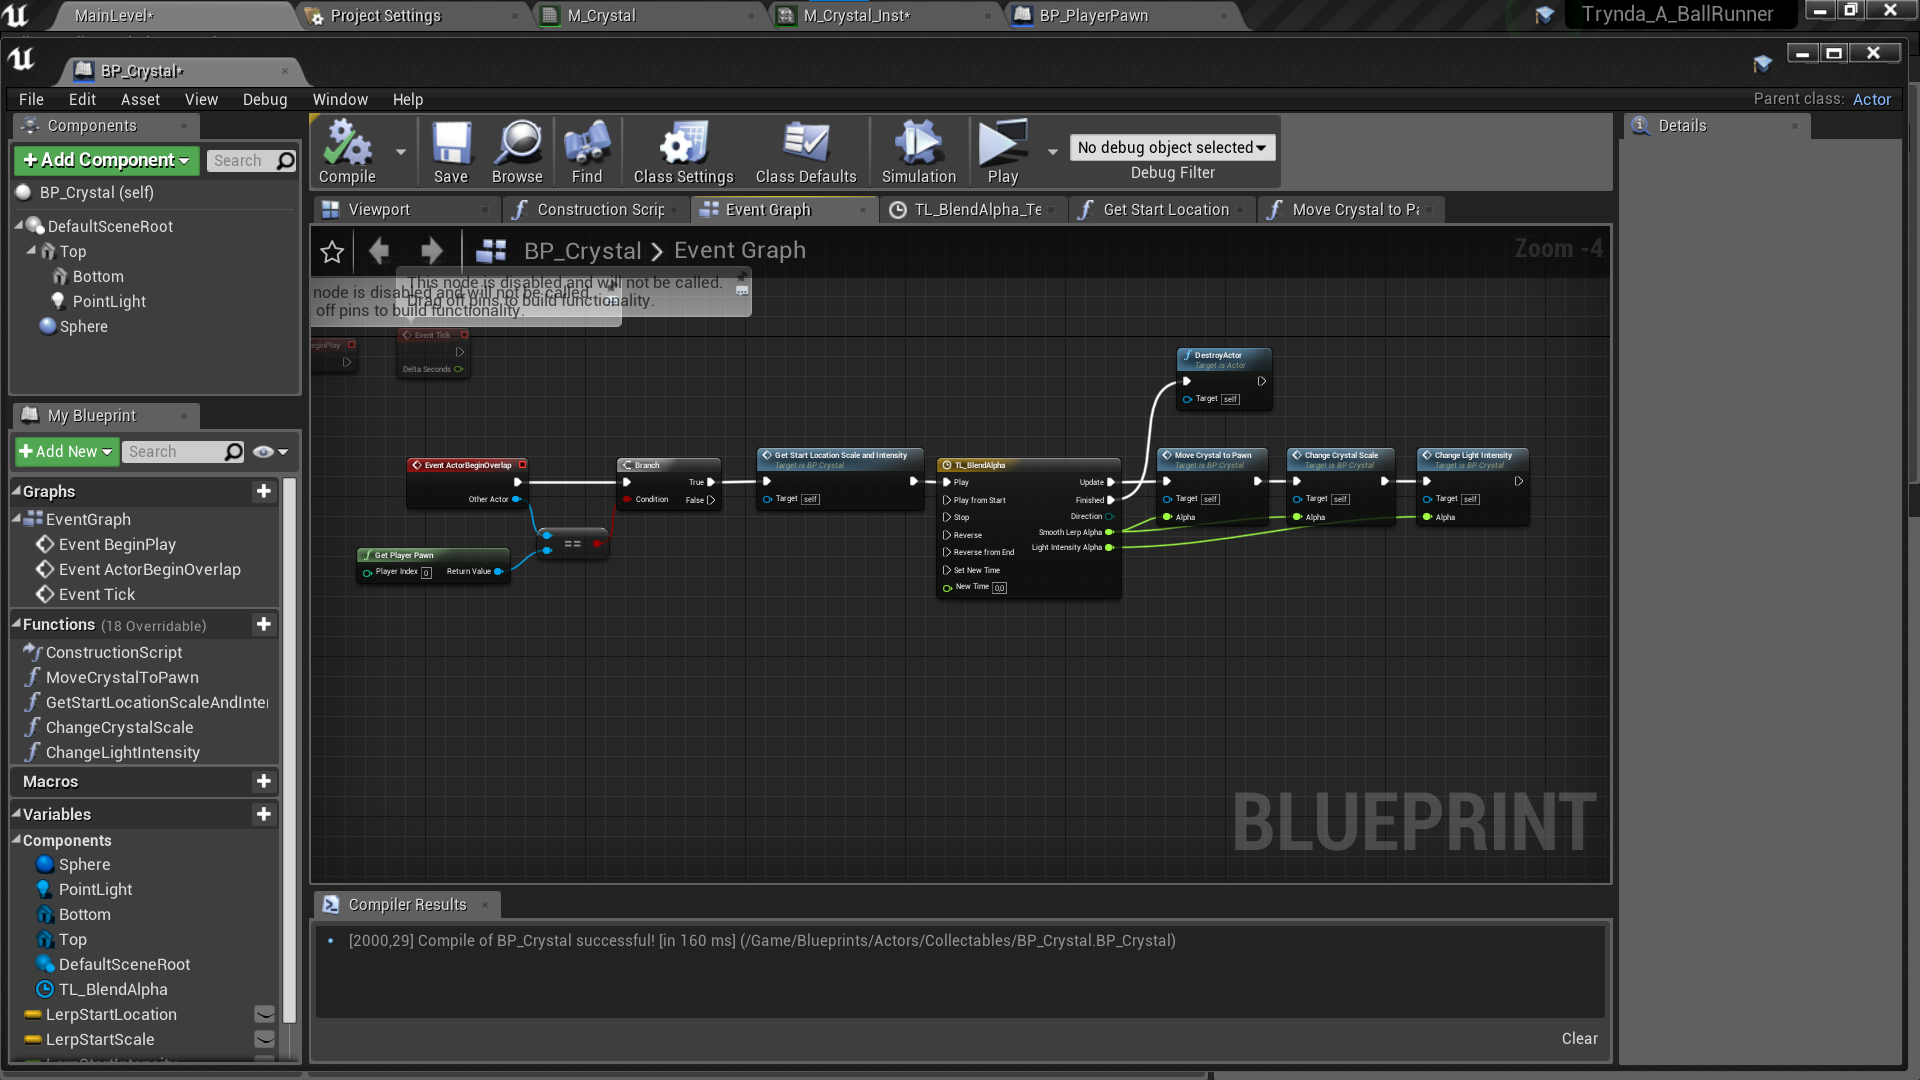 MainLevel*
Project Settings
M_Crystal
M_Crystal_Inst*
BP_PlayerPawn
Trynda_A_BallRunner
BP_Crystal*
File Edit Asset View Debug Window Help
Parent class: Actor
Components
+Add Component
Search
BP_Crystal (self)
DefaultSceneRoot
Top
Bottom
PointLight
Sphere
Compile
Save
Browse
Find
Class Settings
Class Defaults
Simulation
Play
No debug object selected
Debug Filter
Details
Viewport
Construction Scrip
Event Graph
TL_BlendAlpha_Te
Get Start Location
Move Crystal to Pa
BP_Crystal > Event Graph
Zoom -4
This node is disabled and will not be called.
Drag off pins to build functionality.
node is disabled and will not be called.
off pins to build functionality.
Event Tick
Delta Seconds
DestroyActor
Target is Actor
Target self
Event ActorBeginOverlap
Other Actor
Branch
True
Condition
False
Get Start Location Scale and Intensity
Target is BP Crystal
Target self
TL_BlendAlpha
Play
Play from Start
Stop
Reverse
Reverse from End
Set New Time
New Time 0,0
Update
Finished
Direction
Smooth Lerp Alpha
Light Intensity Alpha
Move Crystal to Pawn
Target is BP Crystal
Target self
Alpha
Change Crystal Scale
Target is BP Crystal
Target self
Alpha
Change Light Intensity
Target is BP Crystal
Target self
Alpha
Get Player Pawn
Player Index 0
Return Value
==
BLUEPRINT
My Blueprint
+Add New
Search
Graphs
EventGraph
Event BeginPlay
Event ActorBeginOverlap
Event Tick
Functions (18 Overridable)
ConstructionScript
MoveCrystalToPawn
GetStartLocationScaleAndInter
ChangeCrystalScale
ChangeLightIntensity
Macros
Variables
Components
Sphere
PointLight
Bottom
Top
DefaultSceneRoot
TL_BlendAlpha
LerpStartLocation
LerpStartScale
Compiler Results
[2000,29] Compile of BP_Crystal successful! [in 160 ms] (/Game/Blueprints/Actors/Collectables/BP_Crystal.BP_Crystal)
Clear